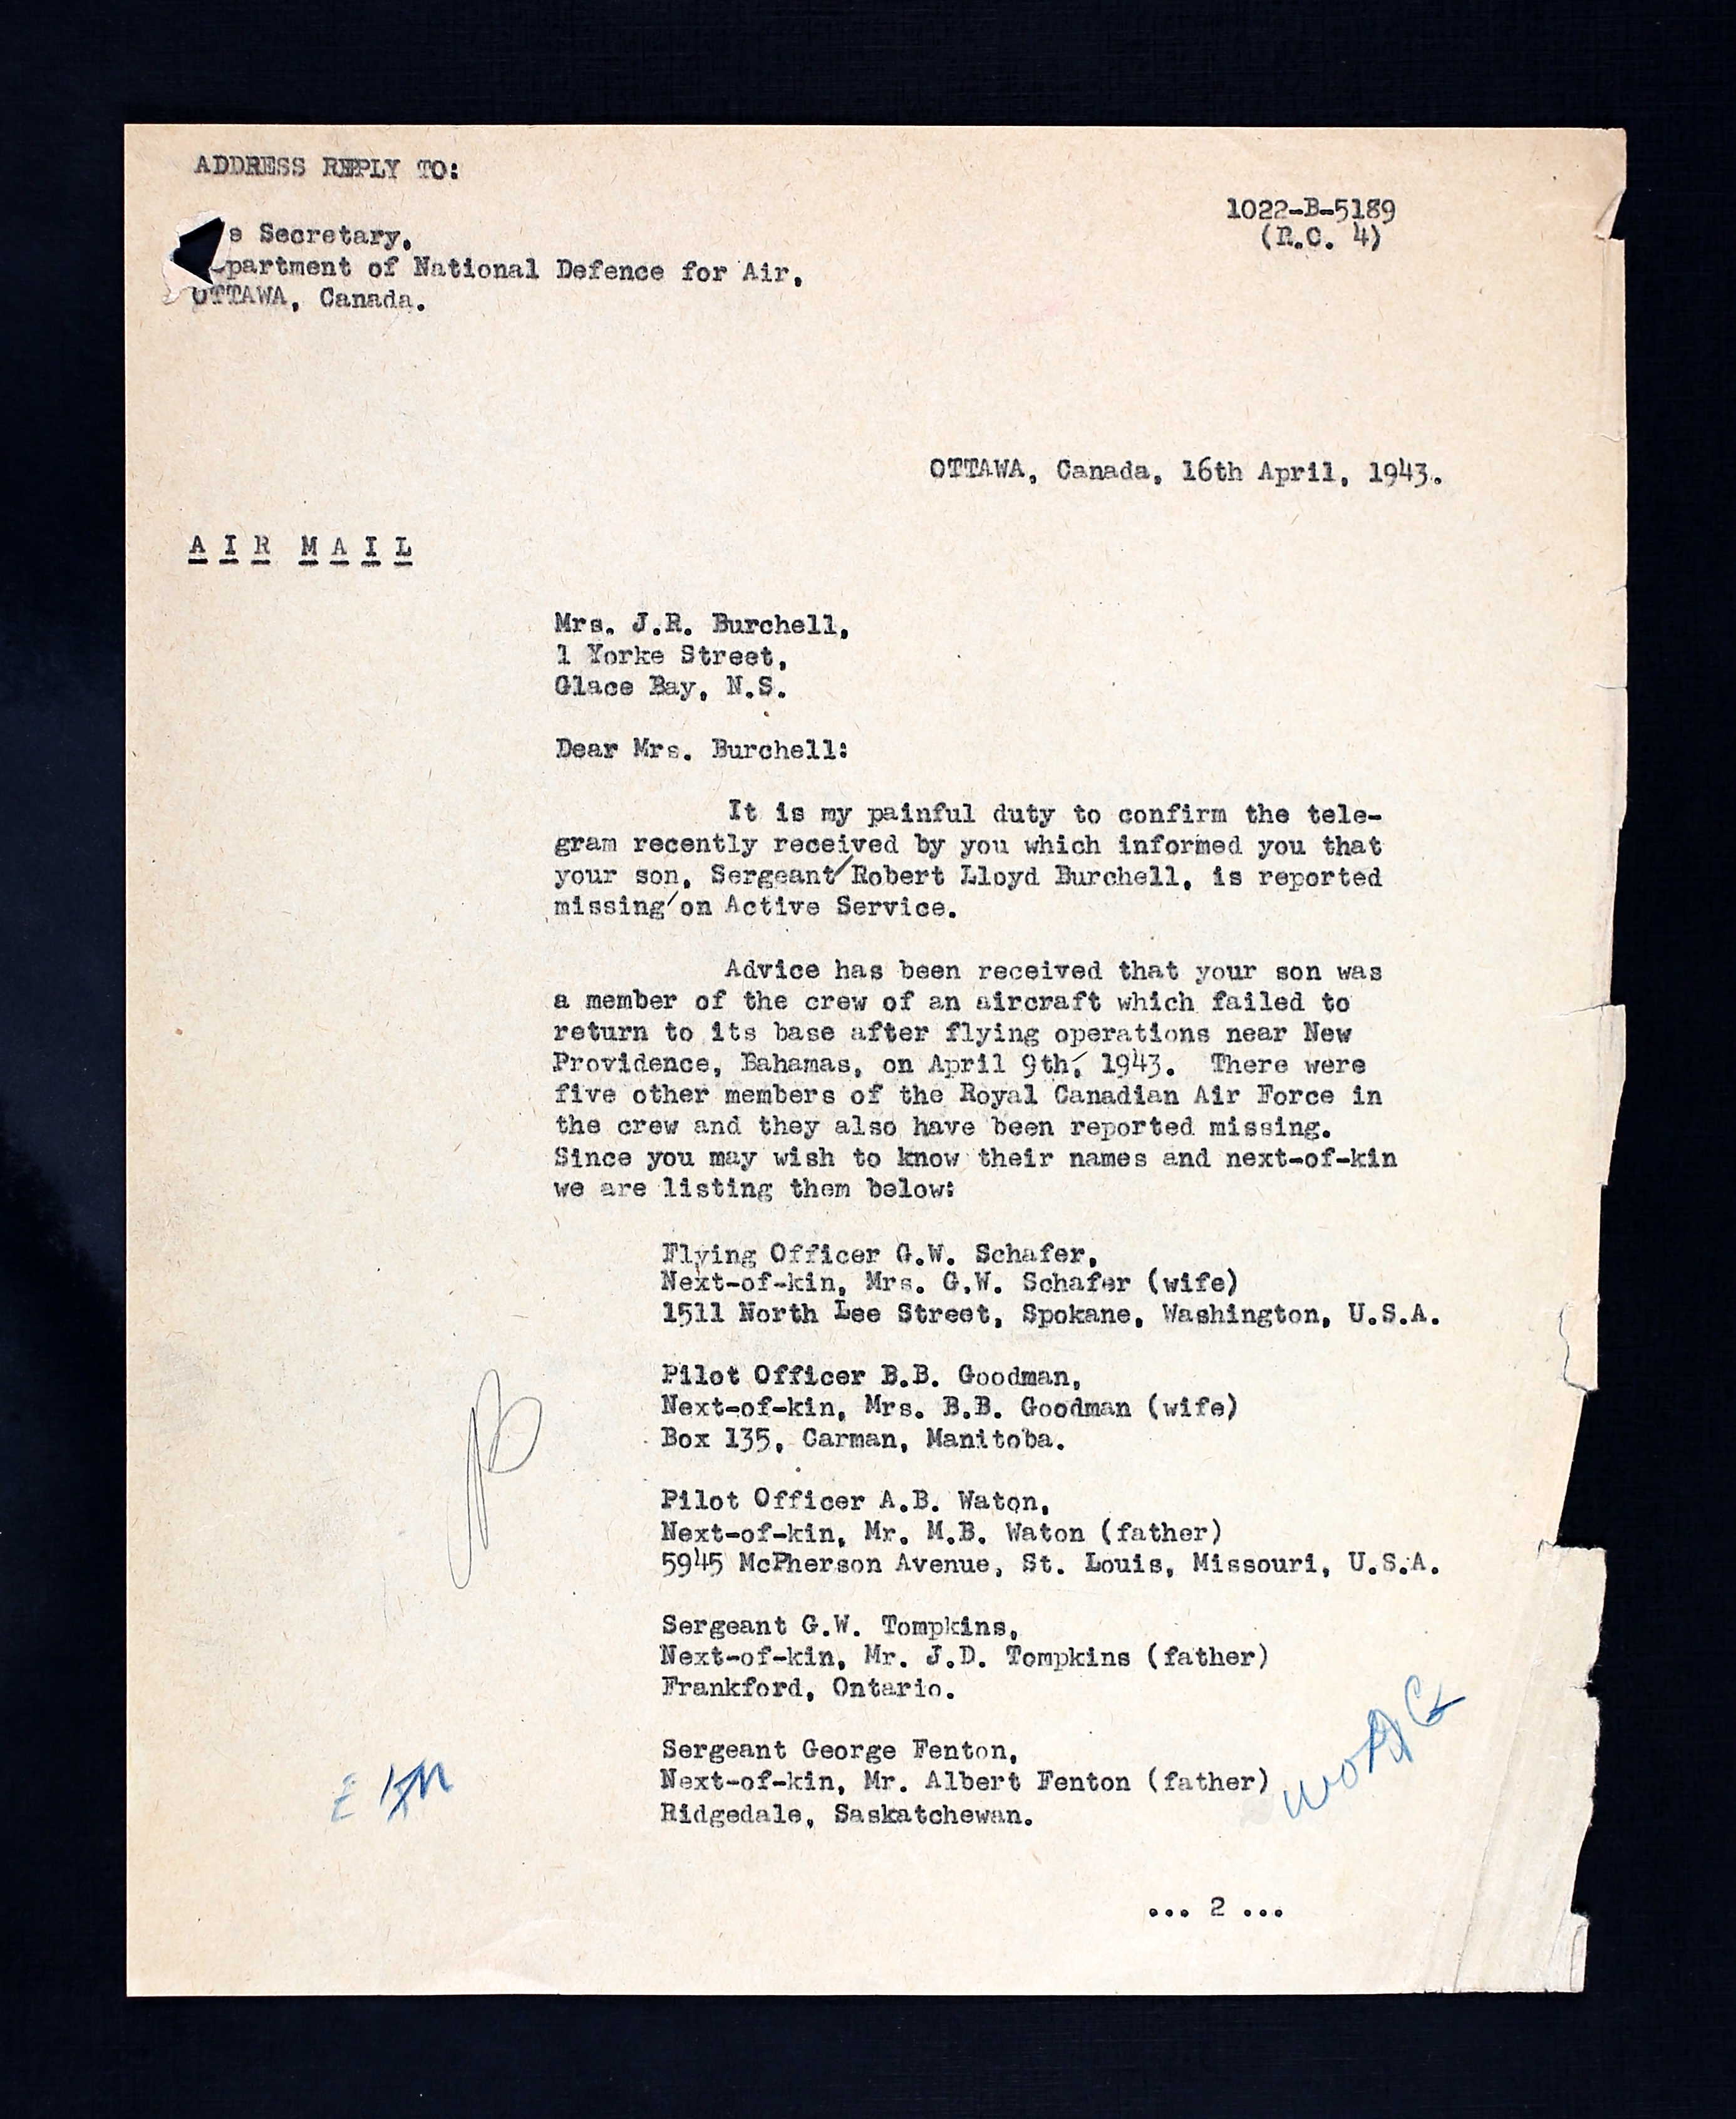 ADDRESS REPLY TO:
1022-B-5189
(R.O. 4)
e Secretary,
partment of National Defence for Air,
OTTAWA, Canada.
OTTAWA, Canada, 16th April, 1943.
AIR MAIL
Mrs. J.R. Burchell,
1 Yorke Street,
Glace Bay, N.S.
Dear Mrs. Burchell:
It is my painful duty to confirm the tele-
gram recently received by you which informed you that
your son, Sergeant Robert Lloyd Burchell, is reported
missing on Active Service.
Advice has been received that your son was
a member of the crew of an aircraft which failed to
return to its base after flying operations near New
Providence, Bahamas, on April 9th, 1943. There were
five other members of the Royal Canadian Air Force in
the crew and they also have been reported missing.
Since you may wish to know their names and next-of-kin
we are listing them below:
Flying Officer G.W. Schafer,
Next-of-kin, Mrs. G.W. Schafer (wife)
1511 North Lee Street, Spokane, Washington, U.S.A.
Pilot Officer B.B. Goodman,
Next-of-kin, Mrs. B.B. Goodman (wife)
Box 135, Carman, Manitoba.
Pilot Officer A.B. Waton,
Next-of-kin, Mr. M.B. Waton (father)
5945 McPherson Avenue, St. Louis, Missouri, U.S.A.
Sergeant G.W. Tompkins,
Next-of-kin, Mr. J.D. Tompkins (father)
Frankford, Ontario.
Sergeant George Fenton,
Next-of-kin, Mr. Albert Fenton (father)
Ridgedale, Saskatchewan.
... 2 ...